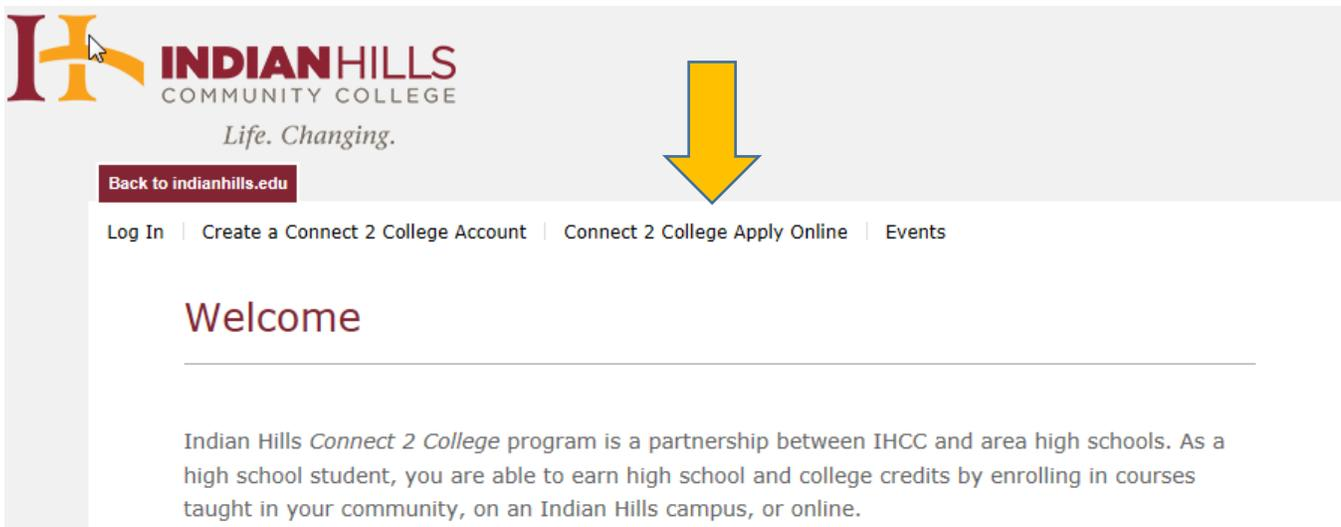 INDIANHILLS
COMMUNITY COLLEGE
Life. Changing.
Back to indianhills.edu
Log In | Create a Connect 2 College Account | Connect 2 College Apply Online | Events
Welcome
Indian Hills Connect 2 College program is a partnership between IHCC and area high schools. As a
high school student, you are able to earn high school and college credits by enrolling in courses
taught in your community, on an Indian Hills campus, or online.